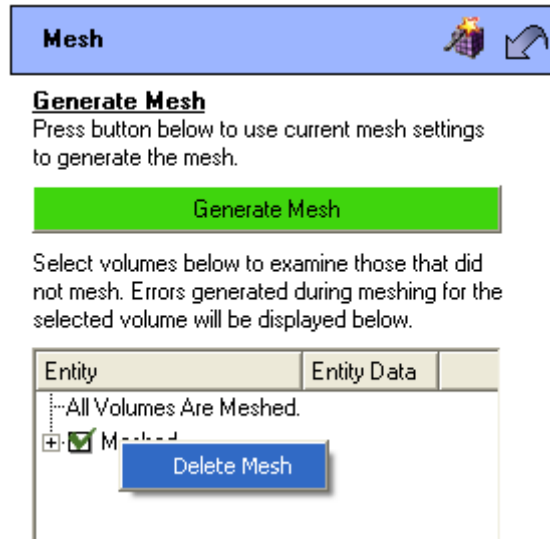 Mesh
Generate Mesh
Press button below to use current mesh settings
to generate the mesh.
Generate Mesh
Select volumes below to examine those that did
not mesh. Errors generated during meshing for the
selected volume will be displayed below.
Entity Entity Data
All Volumes Are Meshed.
Delete Mesh